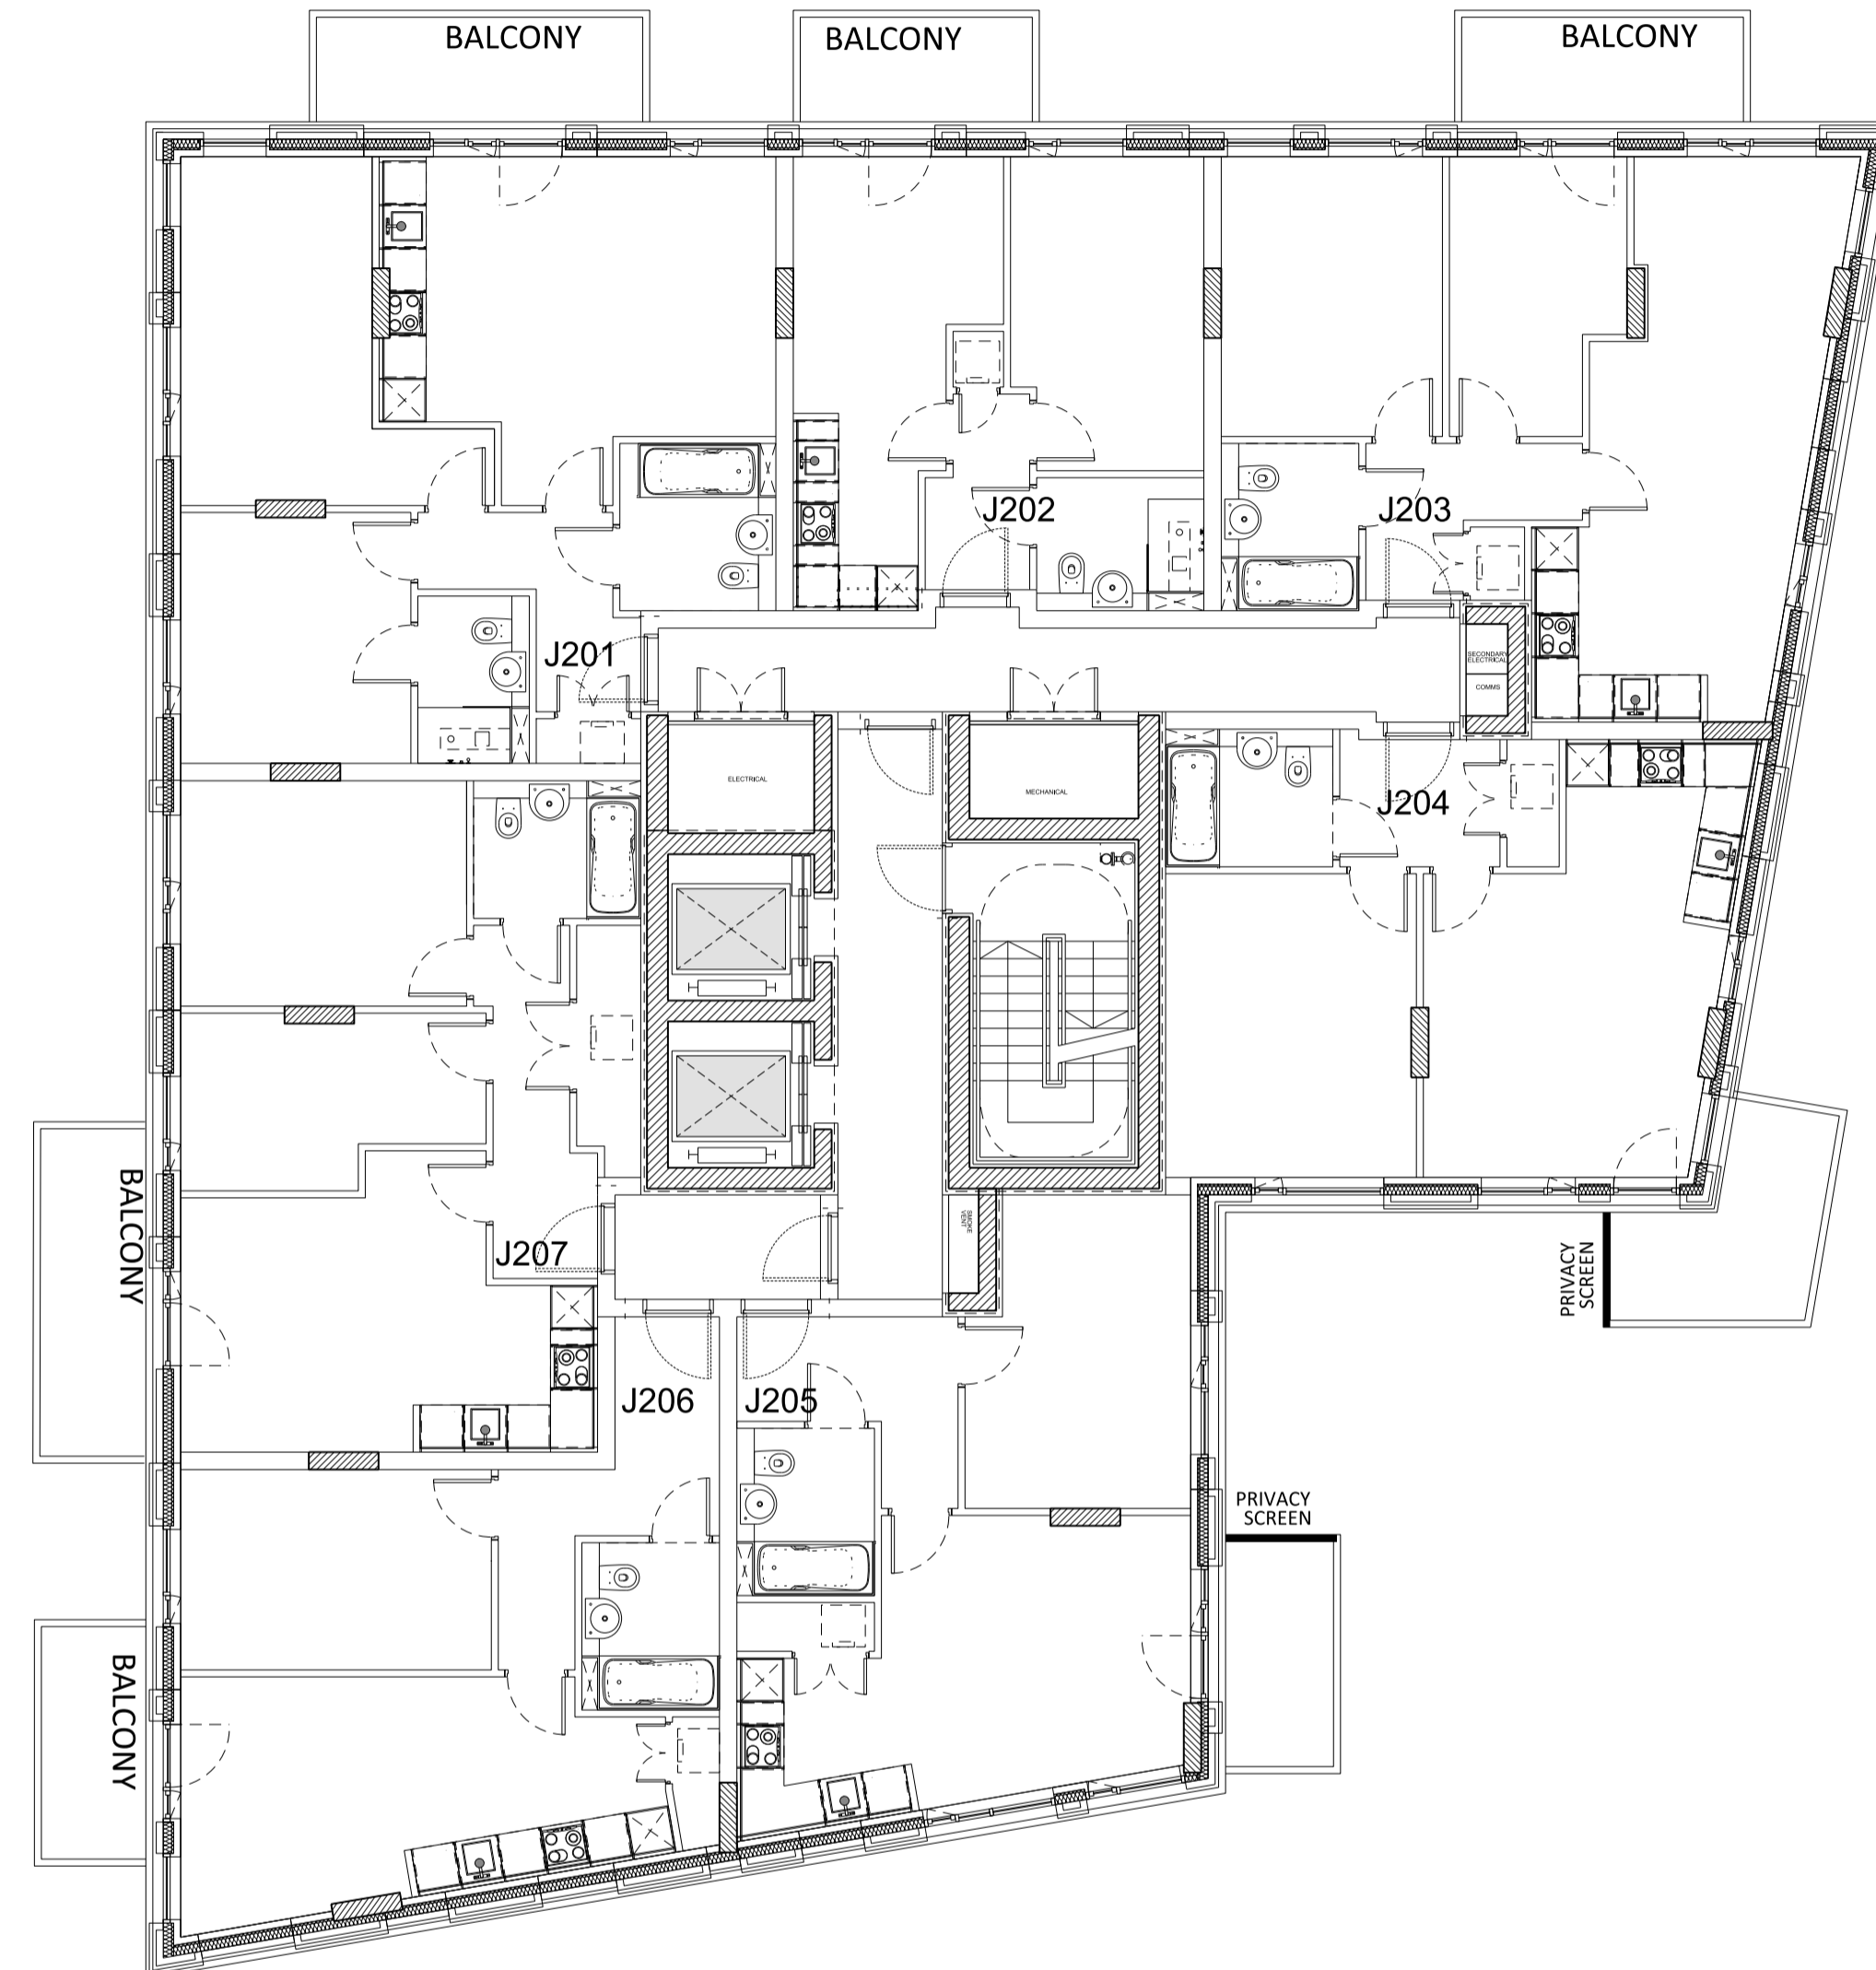 BALCONY
BALCONY
BALCONY
J202
J203
J201
SECONDARY
ELECTRICAL
COMMS
ELECTRICAL
MECHANICAL
J204
BALCONY
J207
SMOKE
VENT
PRIVACY
SCREEN
J206
J205
PRIVACY
SCREEN
BALCONY